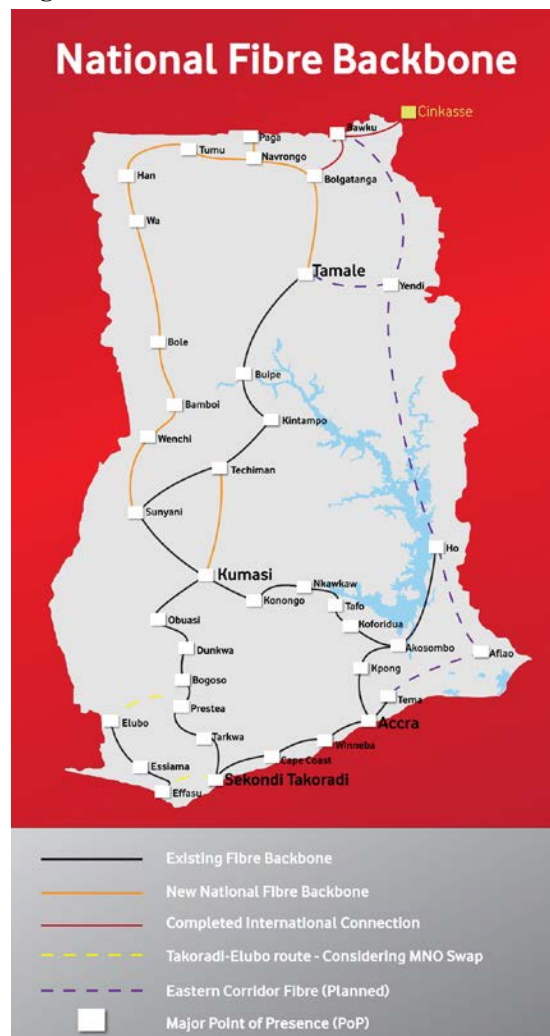 National Fibre Backbone
Cinkasse
Bawku
Paga
Tumu
Navrongo
Han
Bolgatanga
Wa
Tamale
Yendi
Bole
Buipe
Bamboi
Kintampo
Wenchi
Techiman
Sunyani
Ho
Kumasi
Nkawkaw
Konongo
Tafo
Obuasi
Koforidua
Dunkwa
Akosombo
Aflao
Kpong
Bogoso
Tema
Prestea
Elubo
Accra
Tarkwa
Winneba
Cape Coast
Essiama
Sekondi Takoradi
Effasu
Existing Fibre Backbone
New National Fibre Backbone
Completed International Connection
Takoradi-Elubo route - Considering MNO Swap
Eastern Corridor Fibre (Planned)
Major Point of Presence (PoP)